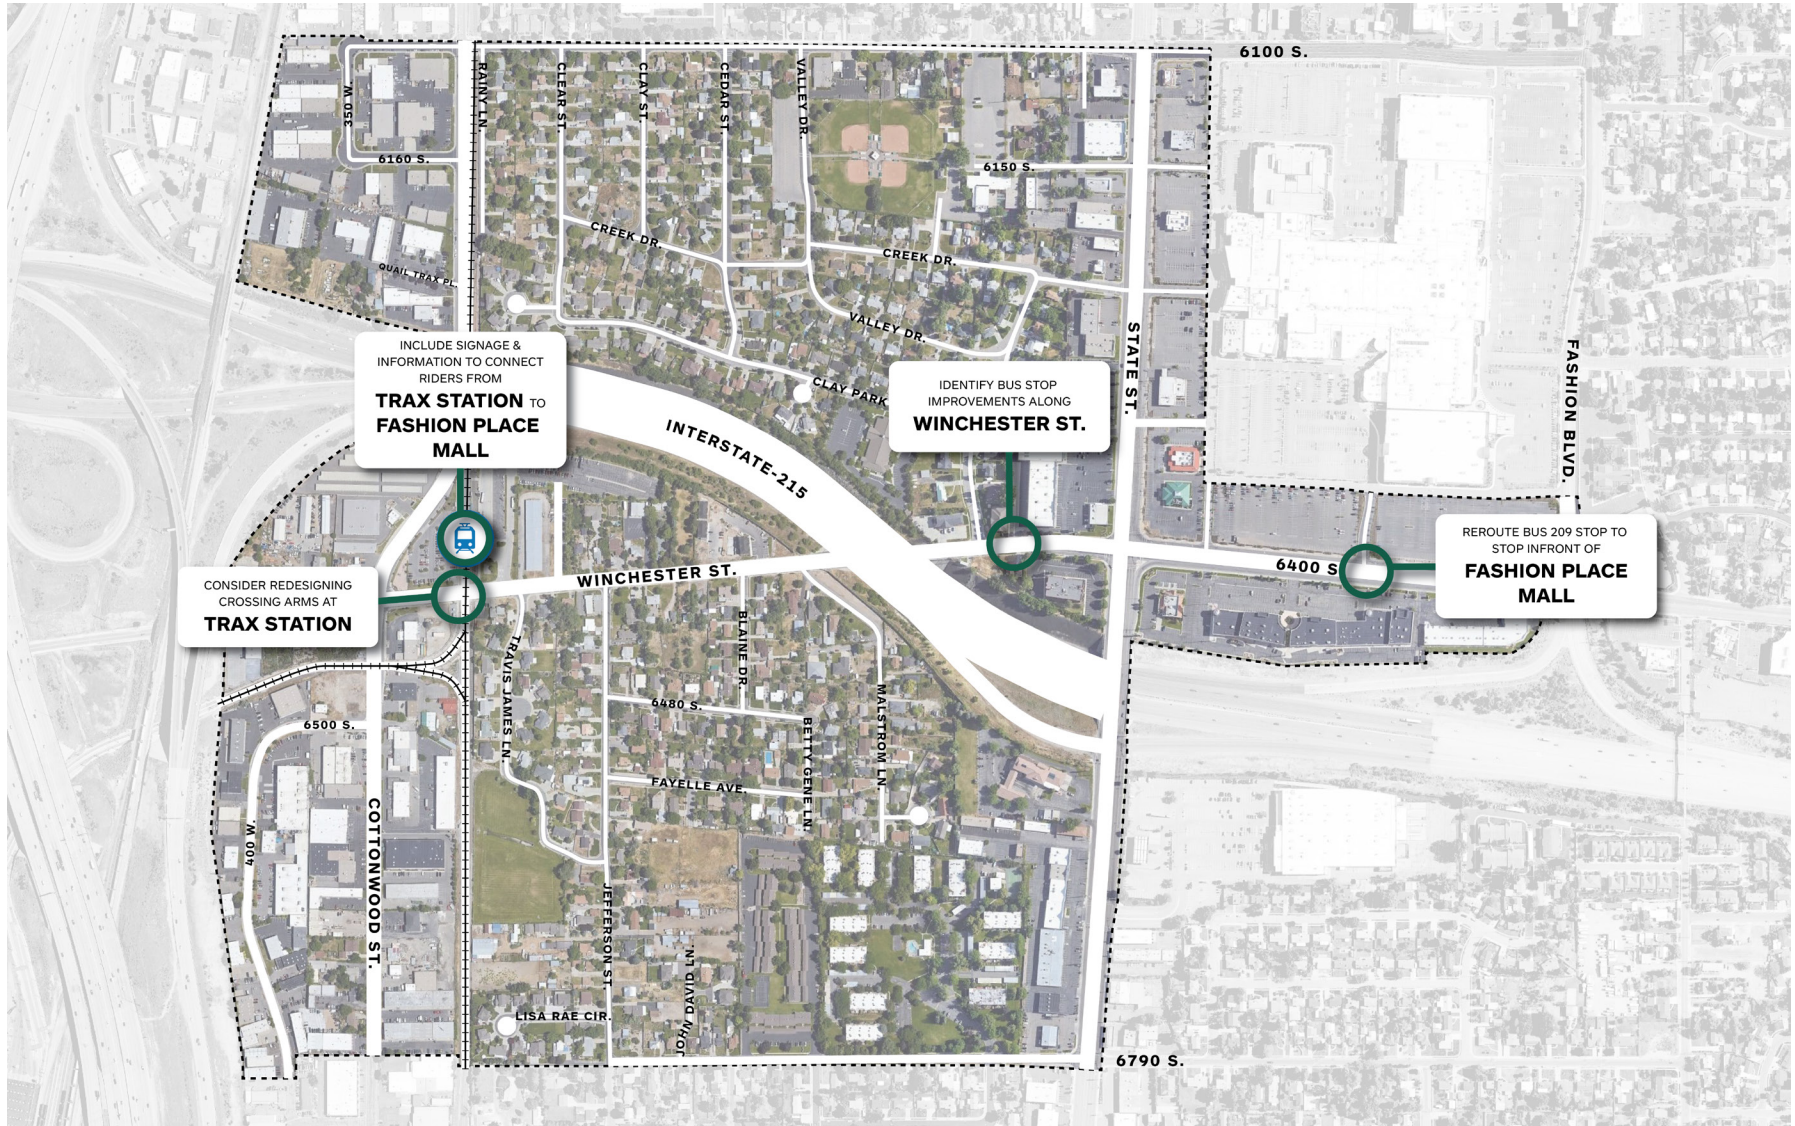 6100 S.
RAINY LN.
CLEAR ST.
CLAY ST.
CEDAR ST.
VALLEY DR.
350 W.
6160 S.
6150 S.
CREEK DR.
CREEK DR.
QUAIL TRAX PL.
VALLEY DR.
STATE ST.
FASHION BLVD.
INCLUDE SIGNAGE &
INFORMATION TO CONNECT
RIDERS FROM
TRAX STATION TO
FASHION PLACE
MALL
CLAY PARK
IDENTIFY BUS STOP
IMPROVEMENTS ALONG
WINCHESTER ST.
INTERSTATE-215
REROUTE BUS 209 STOP TO
STOP INFRONT OF
FASHION PLACE
MALL
6400 S
WINCHESTER ST.
CONSIDER REDESIGNING
CROSSING ARMS AT
TRAX STATION
TRAVIS JAMES LN.
BLAINE DR.
MALSTROM LN.
6480 S.
BETTY GENE LN.
6500 S.
FAYELLE AVE.
400 W.
COTTONWOOD ST.
JEFFERSON ST.
JOHN DAVID LN.
LISA RAE CIR.
6790 S.